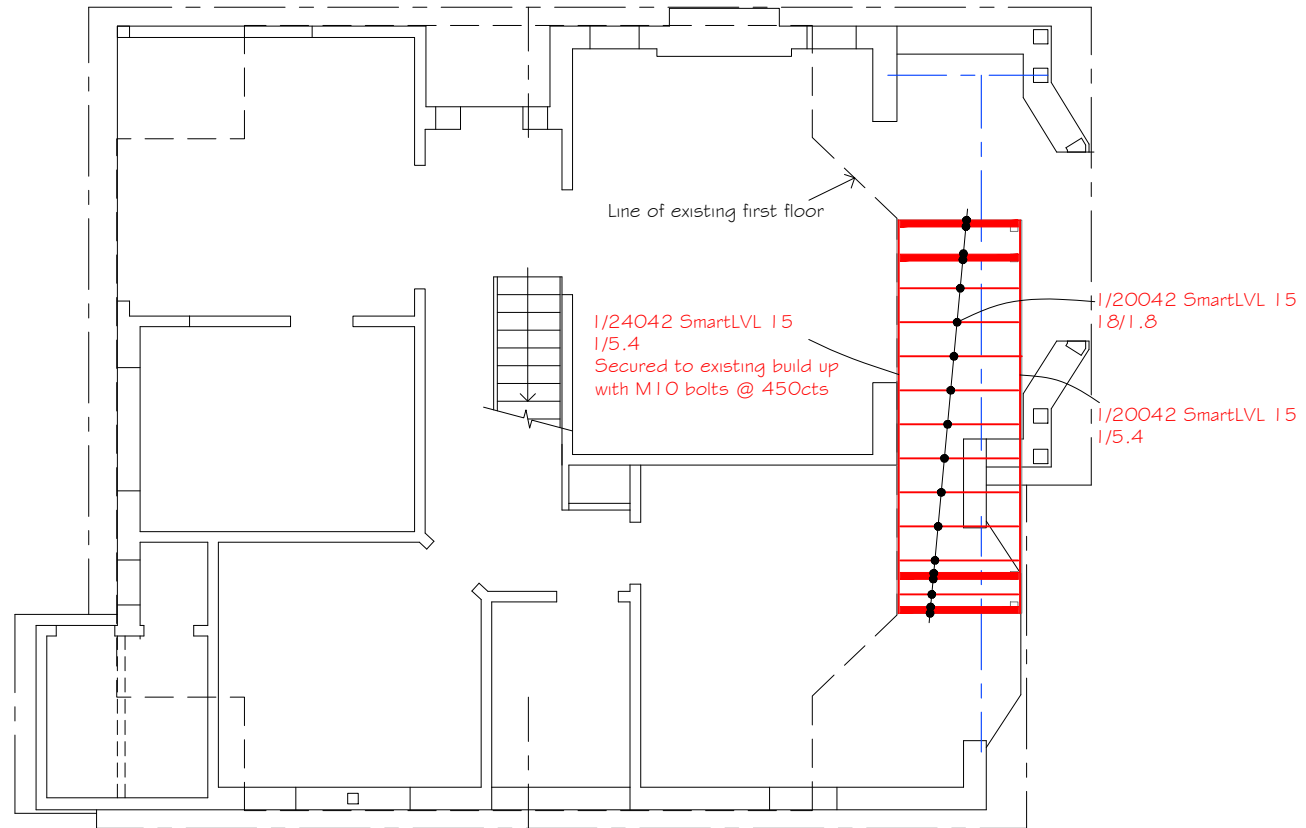 Line of existing first floor
1/24042 SmartLVL 15
1/5.4
Secured to existing build up
with M10 bolts @ 450cts
1/20042 SmartLVL 15
18/1.8
1/20042 SmartLVL 15
1/5.4